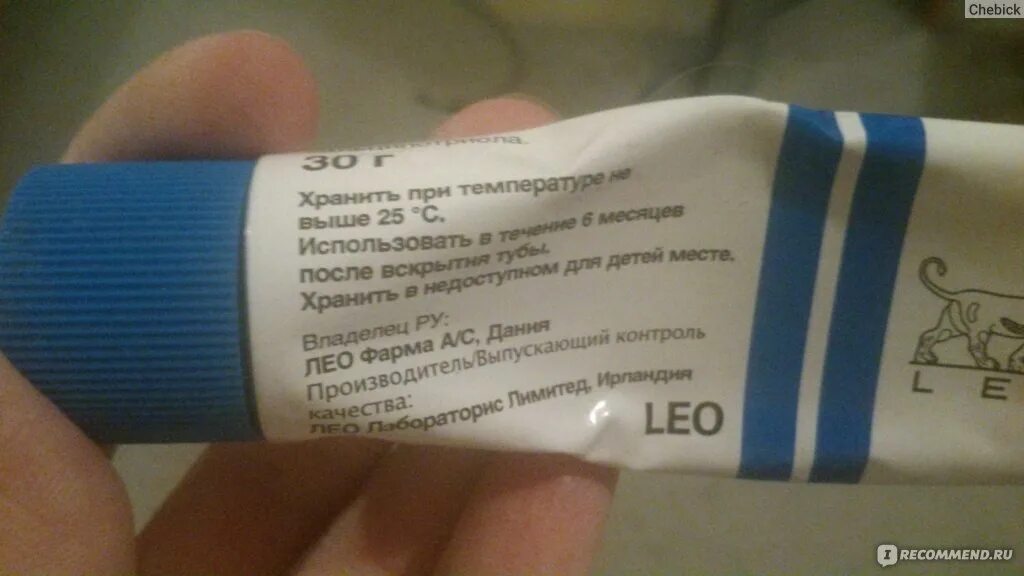 Chebick
30 г
Хранить при температуре не
выше 25 °С.
Использовать в течение 6 месяцев
после вскрытия тубы.
Хранить в недоступном для детей месте.
Владелец РУ:
ЛЕО Фарма А/С, Дания
Производитель/Выпускающий контроль
качества:
ЛЕО Лабораторис Лимитед, Ирландия
LEO
L E
I RECOMMEND.RU